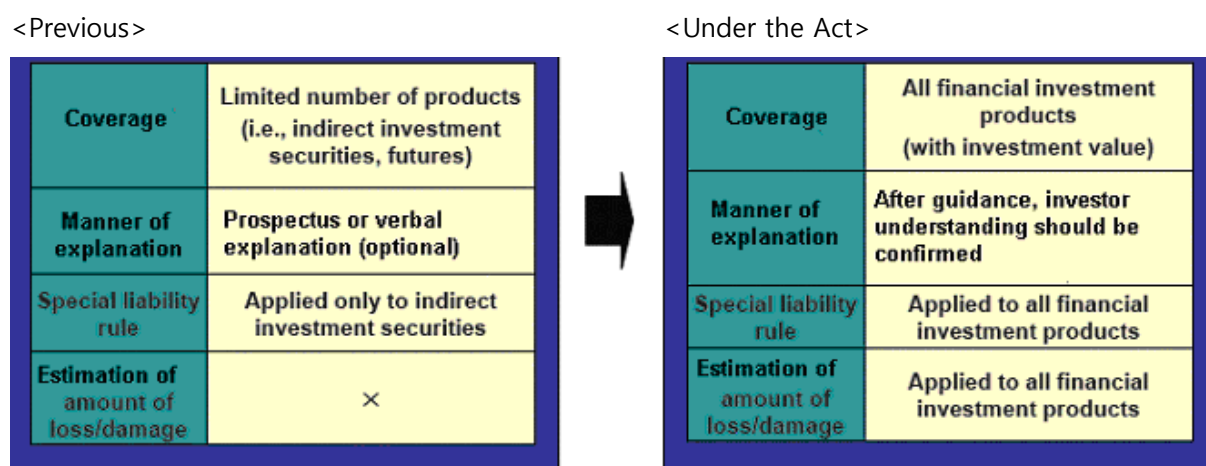 <Previous>
Coverage
Limited number of products
(i.e., indirect investment
securities, futures)
Manner of
explanation
Prospectus or verbal
explanation (optional)
Special liability
rule
Applied only to indirect
investment securities
Estimation of
amount of
loss/damage
×
<Under the Act>
Coverage
All financial investment
products
(with investment value)
Manner of
explanation
After guidance, investor
understanding should be
confirmed
Special liability
rule
Applied to all financial
investment products
Estimation of
amount of
loss/damage
Applied to all financial
investment products